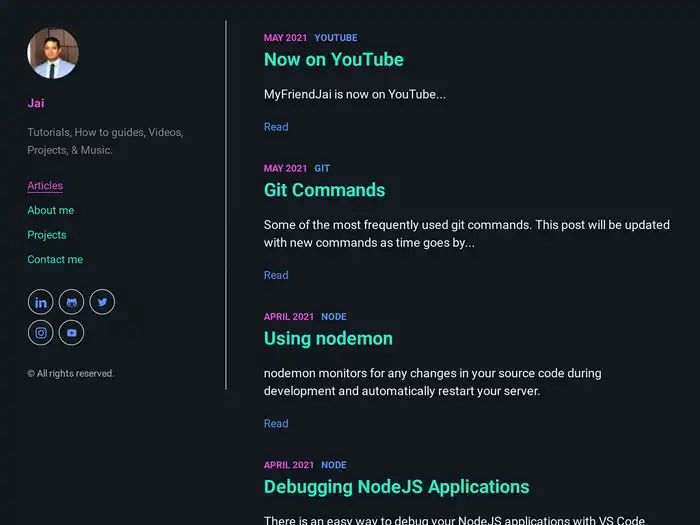 Jai
Tutorials, How to guides, Videos,
Projects, & Music.
Articles
About me
Projects
Contact me
© All rights reserved.
MAY 2021 YOUTUBE
Now on YouTube
MyFriendJai is now on YouTube...
Read
MAY 2021 GIT
Git Commands
Some of the most frequently used git commands. This post will be updated
with new commands as time goes by...
Read
APRIL 2021 NODE
Using nodemon
nodemon monitors for any changes in your source code during
development and automatically restart your server.
Read
APRIL 2021 NODE
Debugging NodeJS Applications
There is an easy way to debug your NodeJS applications with VS Code